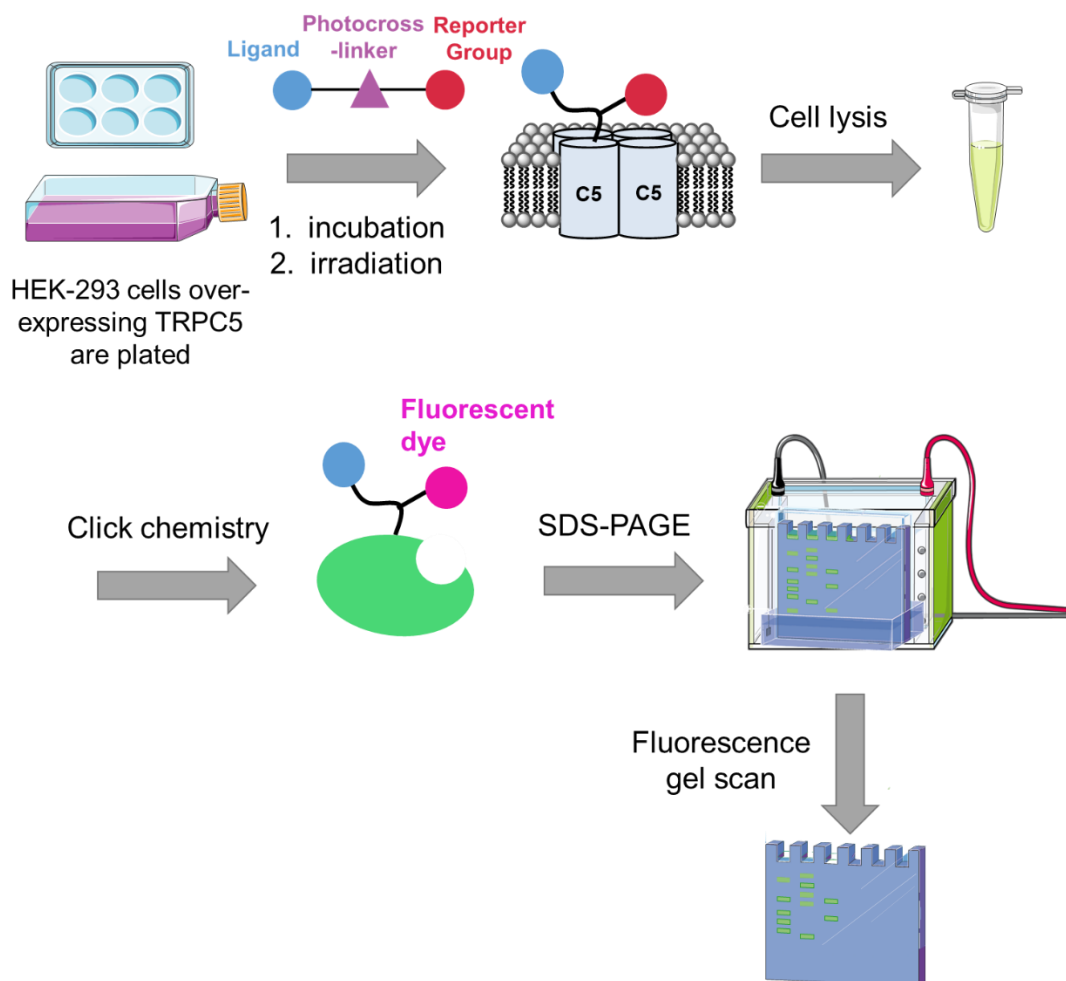 Ligand
Photocross
-linker
Reporter
Group
Cell lysis
C5
C5
1. incubation
2. irradiation
HEK-293 cells over-
expressing TRPC5
are plated
Fluorescent
dye
Click chemistry
SDS-PAGE
Fluorescence
gel scan